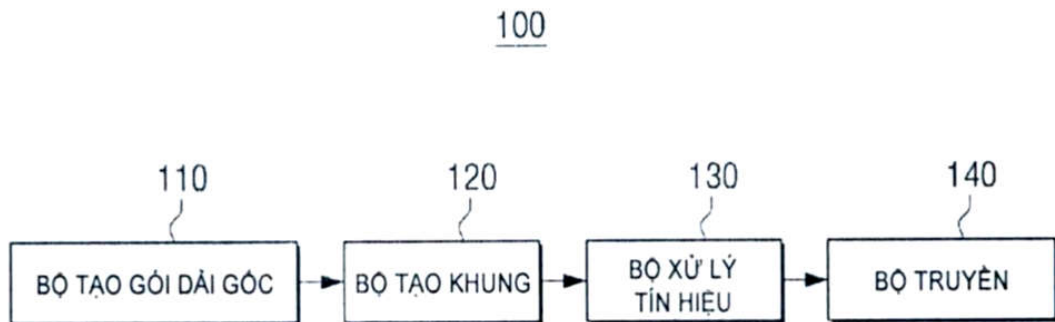 100
110
120
130
140
BỘ TẠO GÓI DẢI GỐC
BỘ TẠO KHUNG
BỘ XỬ LÝ
TÍN HIỆU
BỘ TRUYỀN